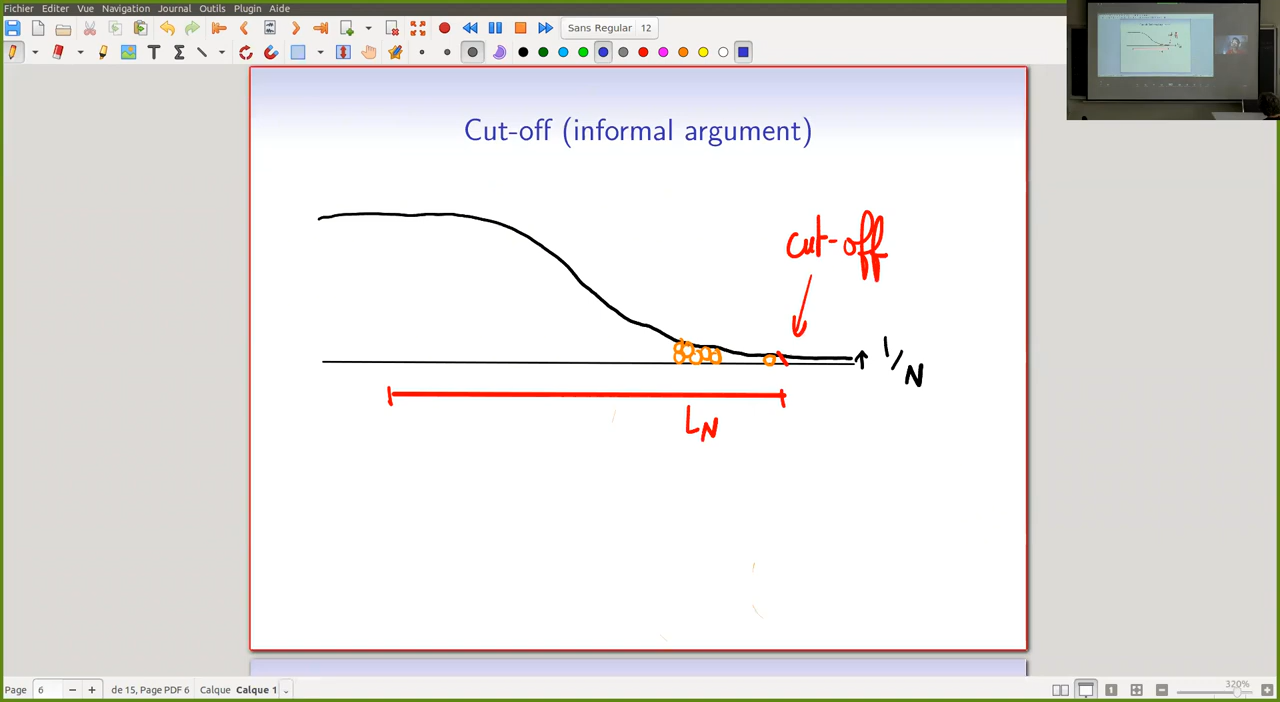 Fichier Editer Vue Navigation Journal Outils Plugin Aide
Sans Regular 12
Cut-off (informal argument)
cut-off
1/N
LN
Page 6 de 15, Page PDF 6 Calque Calque 1
320%